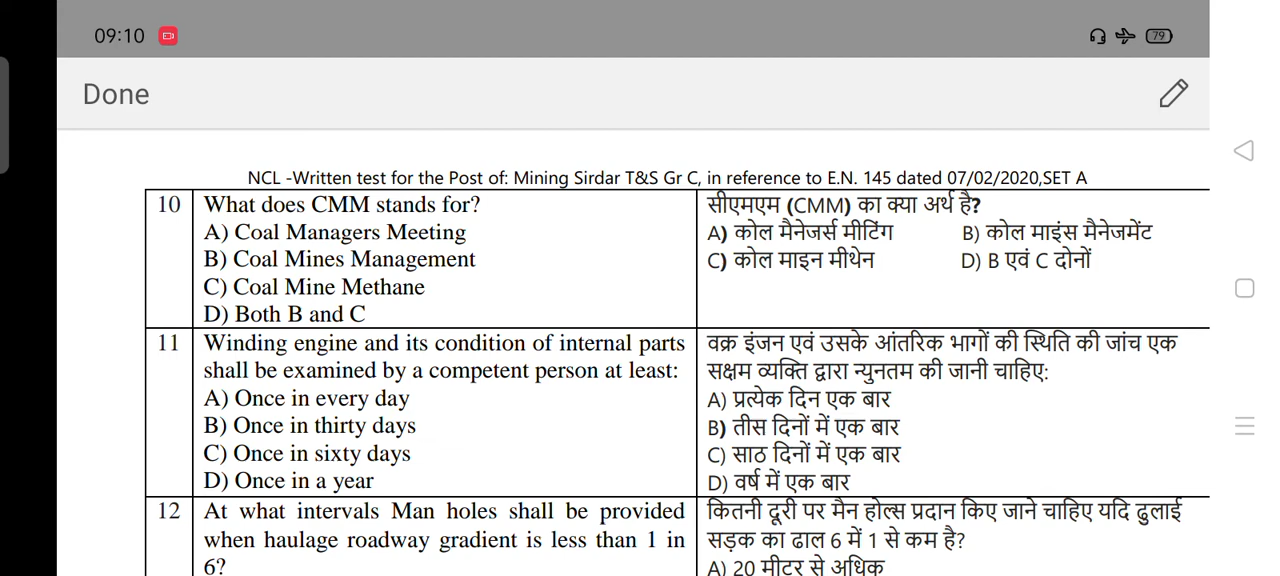 09:10
79
Done
NCL -Written test for the Post of: Mining Sirdar T&S Gr C, in reference to E.N. 145 dated 07/02/2020,SET A
10 What does CMM stands for?
A) Coal Managers Meeting
B) Coal Mines Management
C) Coal Mine Methane
D) Both B and C
सीएमएम (CMM) का क्या अर्थ है?
A) कोल मैनेजर्स मीटिंग B) कोल माइंस मैनेजमेंट
C) कोल माइन मीथेन D) B एवं C दोनों
11 Winding engine and its condition of internal parts
shall be examined by a competent person at least:
A) Once in every day
B) Once in thirty days
C) Once in sixty days
D) Once in a year
वक्र इंजन एवं उसके आंतरिक भागों की स्थिति की जांच एक
सक्षम व्यक्ति द्वारा न्युनतम की जानी चाहिए:
A) प्रत्येक दिन एक बार
B) तीस दिनों में एक बार
C) साठ दिनों में एक बार
D) वर्ष में एक बार
12 At what intervals Man holes shall be provided
when haulage roadway gradient is less than 1 in
6?
कितनी दूरी पर मैन होल्स प्रदान किए जाने चाहिए यदि ढुलाई
सड़क का ढाल 6 में 1 से कम है?
A) 20 मीटर से अधिक